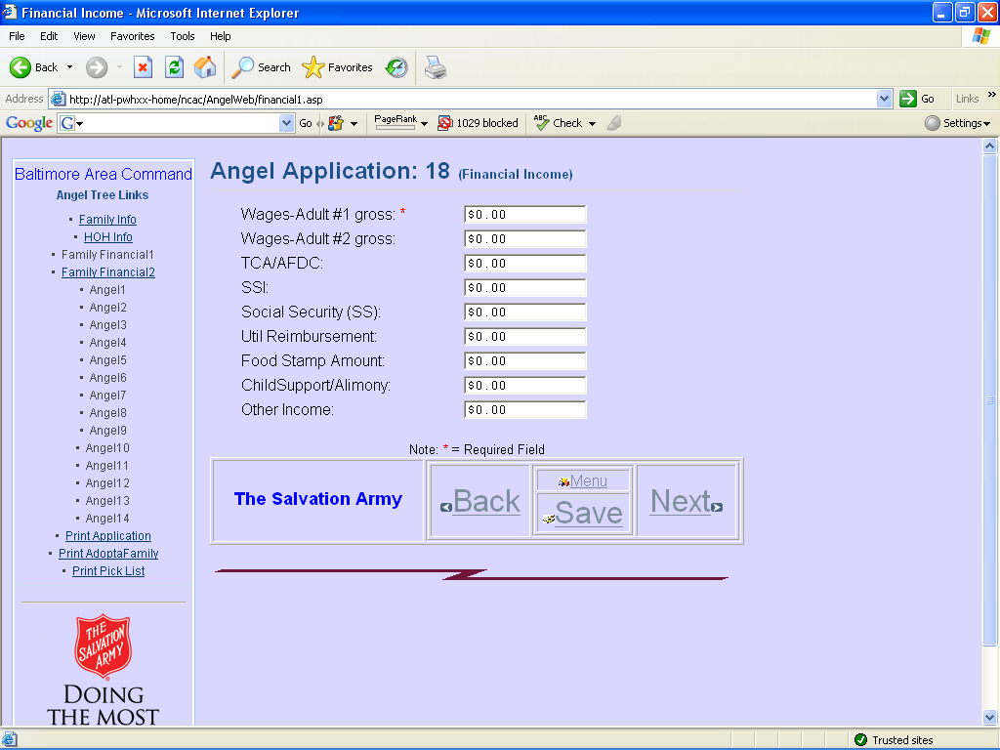 Financial Income - Microsoft Internet Explorer
File Edit View Favorites Tools Help
Back Search Favorites
Address http://atl-pwhxx-home/ncac/AngelWeb/financial1.asp Go Links »
Google G Go PageRank 1029 blocked ABC Check Settings
Baltimore Area Command
Angel Tree Links
Family Info
HOH Info
Family Financial1
Family Financial2
Angel1
Angel2
Angel3
Angel4
Angel5
Angel6
Angel7
Angel8
Angel9
Angel10
Angel11
Angel12
Angel13
Angel14
Print Application
Print AdoptaFamily
Print Pick List
THE
SALVATION
ARMY
DOING
THE MOST
Angel Application: 18 (Financial Income)
Wages-Adult #1 gross: * $0.00
Wages-Adult #2 gross: $0.00
TCA/AFDC: $0.00
SSI: $0.00
Social Security (SS): $0.00
Util Reimbursement: $0.00
Food Stamp Amount: $0.00
ChildSupport/Alimony: $0.00
Other Income: $0.00
Note: * = Required Field
The Salvation Army
Back
Menu
Save
Next
Trusted sites